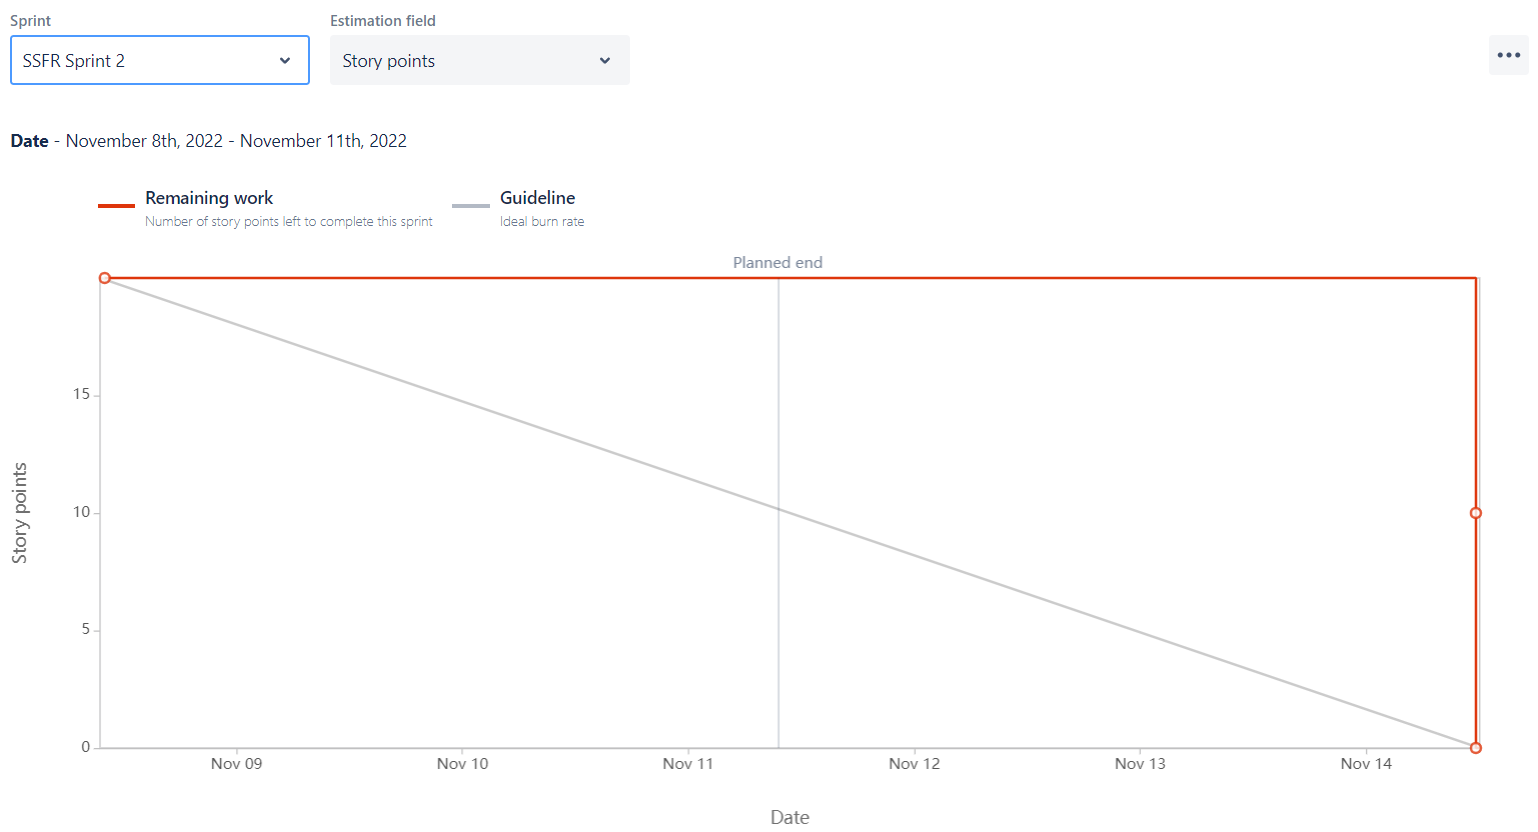 Sprint
Estimation field
SSFR Sprint 2
Story points
Date - November 8th, 2022 - November 11th, 2022
Remaining work
Number of story points left to complete this sprint
Guideline
Ideal burn rate
Planned end
Story points
15
10
5
0
Nov 09
Nov 10
Nov 11
Nov 12
Nov 13
Nov 14
Date